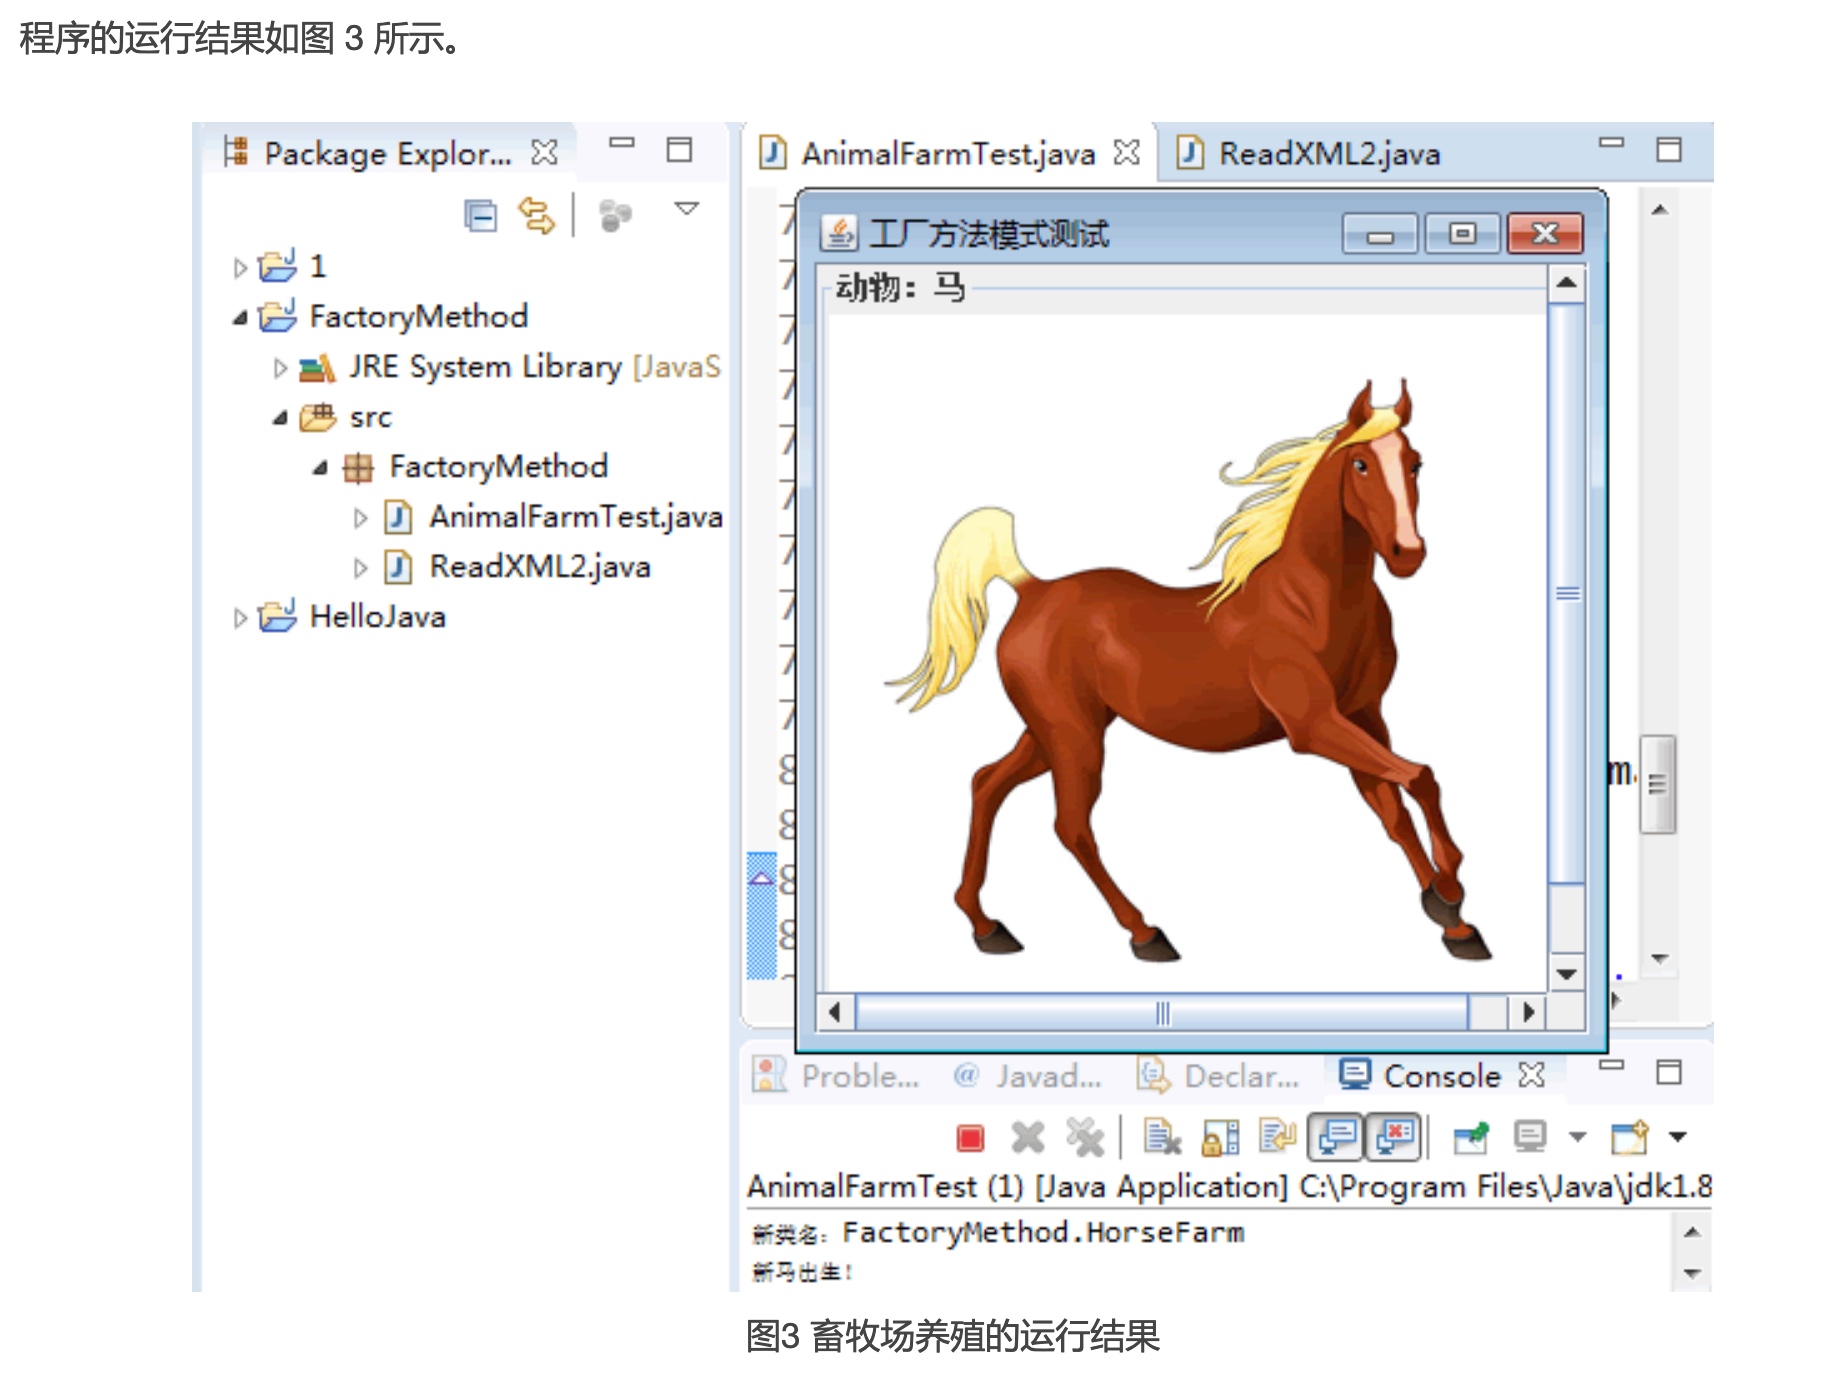 程序的运行结果如图 3 所示。
Package Explor...
1
FactoryMethod
JRE System Library [JavaS
src
FactoryMethod
AnimalFarmTest.java
ReadXML2.java
HelloJava
AnimalFarmTest.java
ReadXML2.java
工厂方法模式测试
动物：马
Proble...
@ Javad...
Declar...
Console
AnimalFarmTest (1) [Java Application] C:\Program Files\Java\jdk1.8
新类名：FactoryMethod.HorseFarm
新马出生！
图3 畜牧场养殖的运行结果